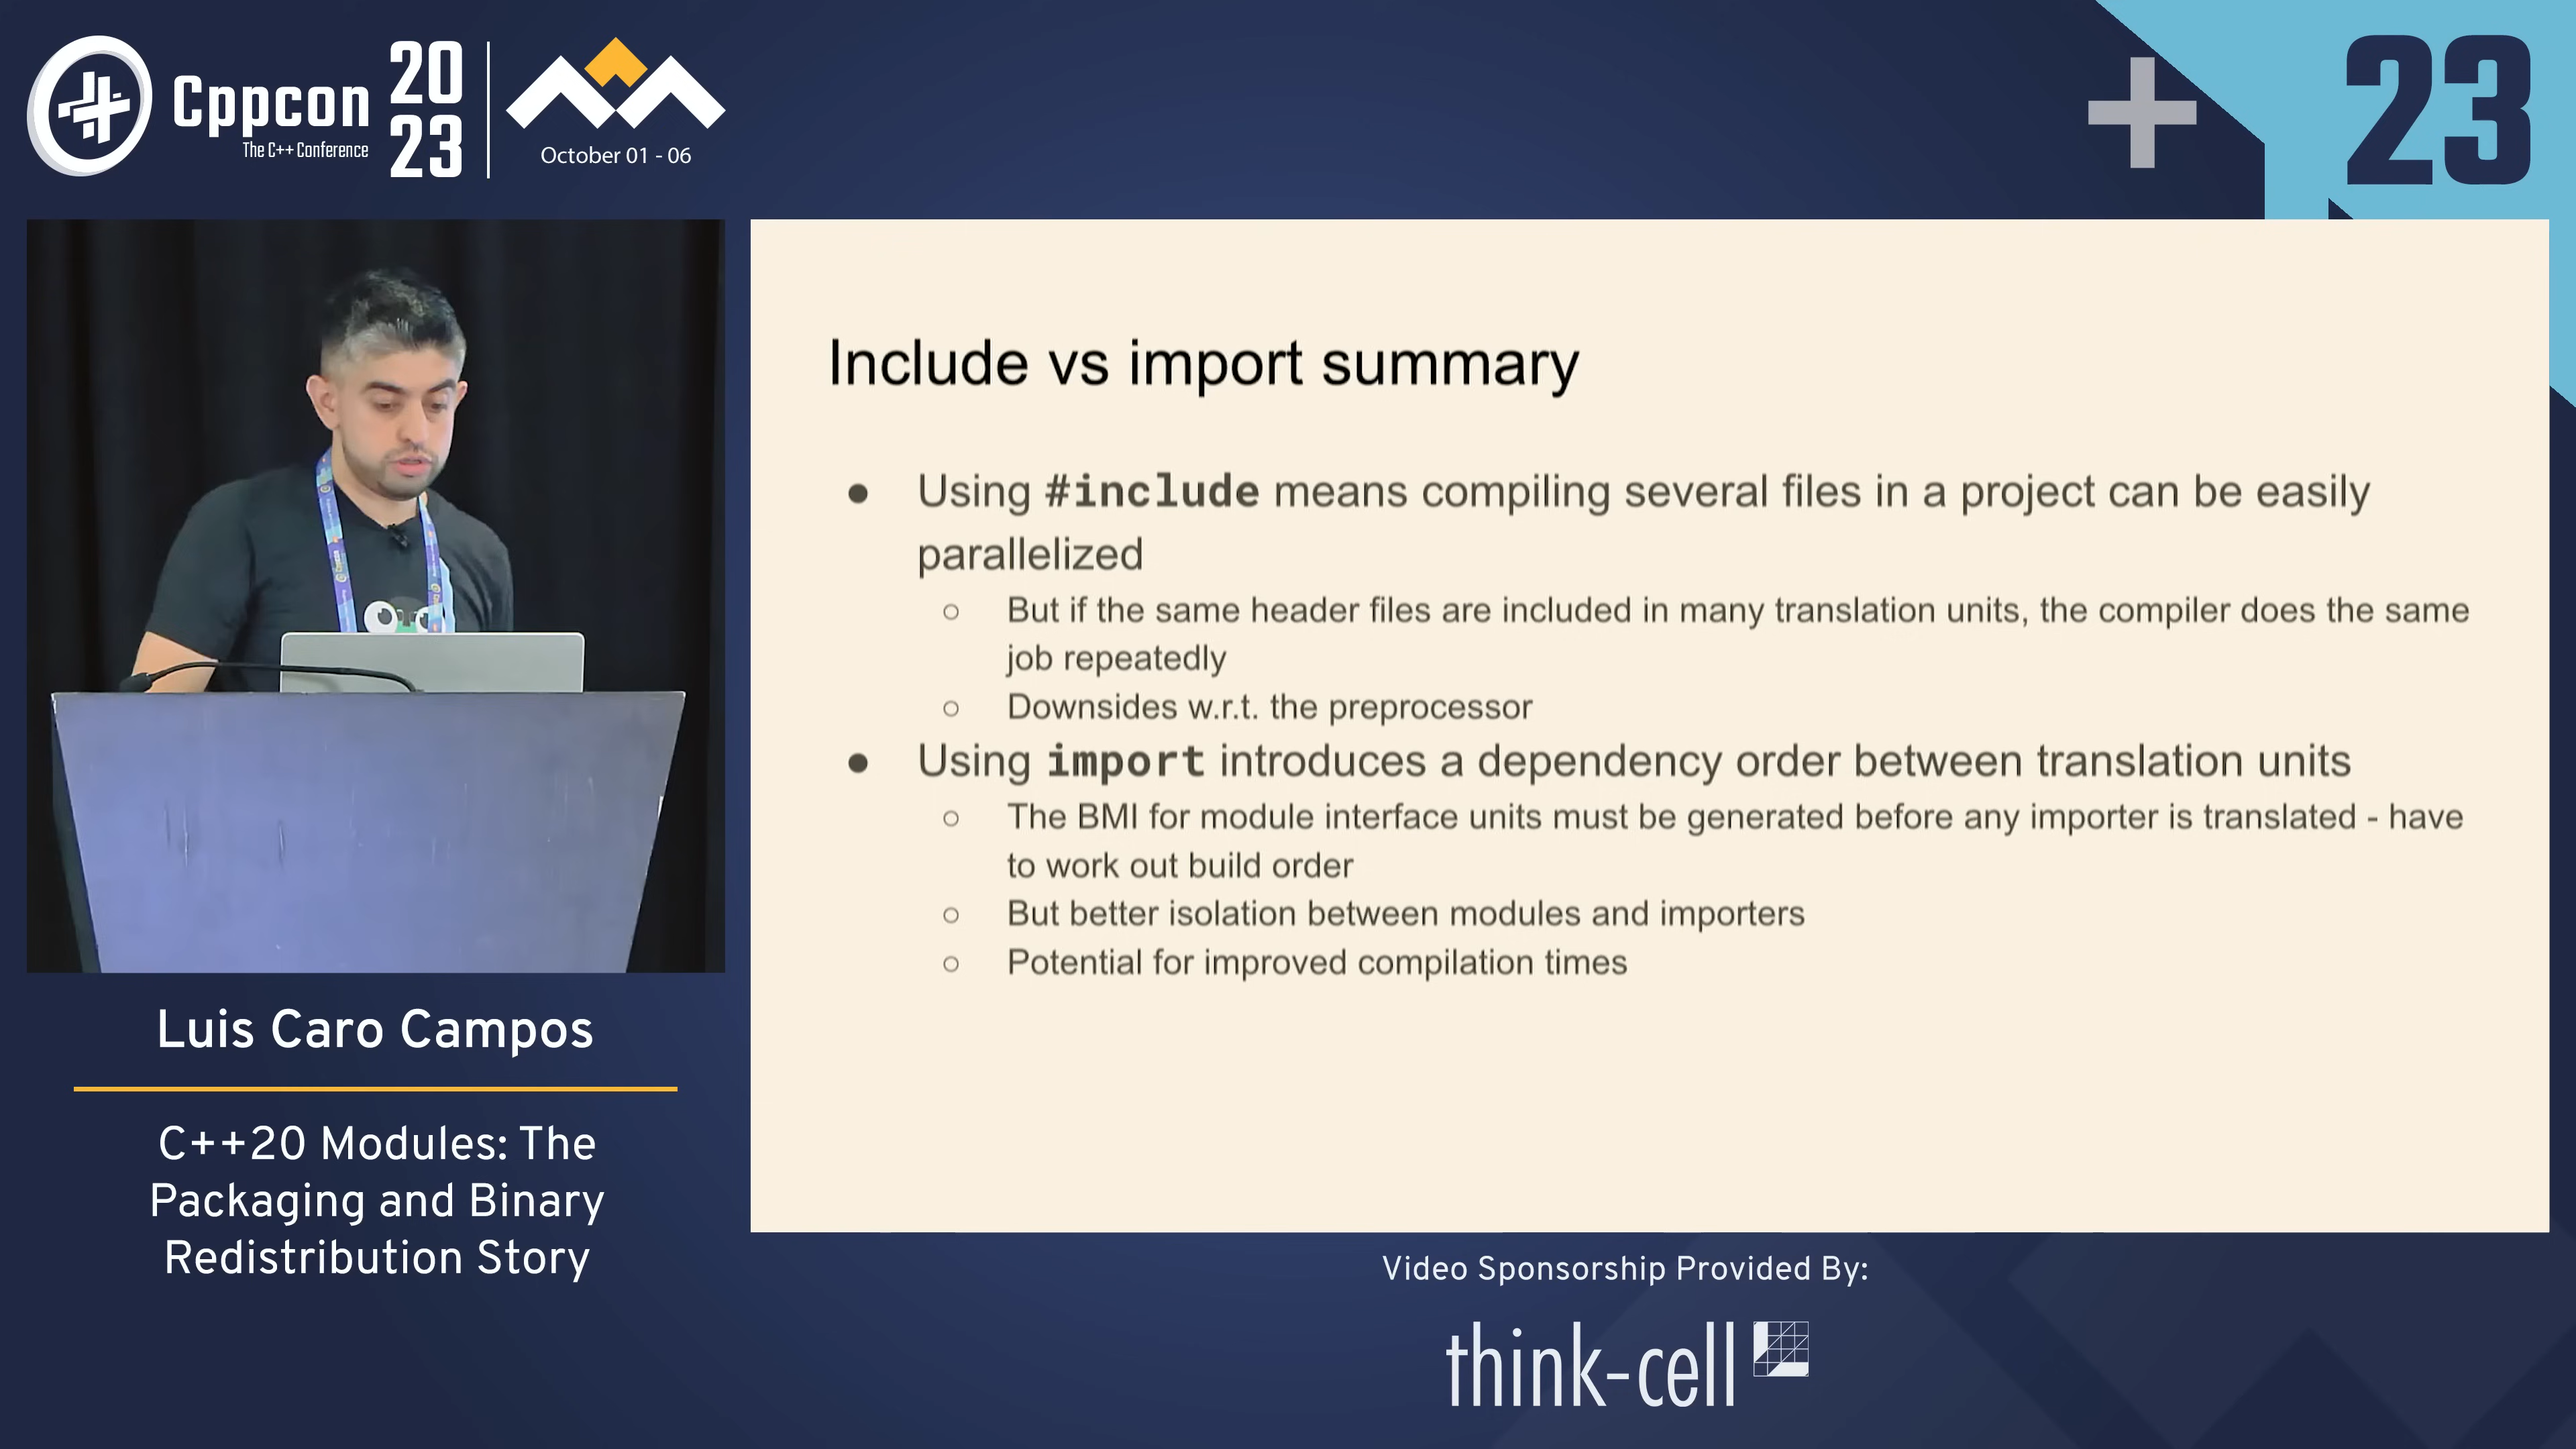 Cppcon
The C++ Conference
20
23
October 01 - 06
23
Include vs import summary
● Using #include means compiling several files in a project can be easily
parallelized
○ But if the same header files are included in many translation units, the compiler does the same
job repeatedly
○ Downsides w.r.t. the preprocessor
● Using import introduces a dependency order between translation units
○ The BMI for module interface units must be generated before any importer is translated - have
to work out build order
○ But better isolation between modules and importers
○ Potential for improved compilation times
Luis Caro Campos
C++20 Modules: The
Packaging and Binary
Redistribution Story
Video Sponsorship Provided By:
think-cell